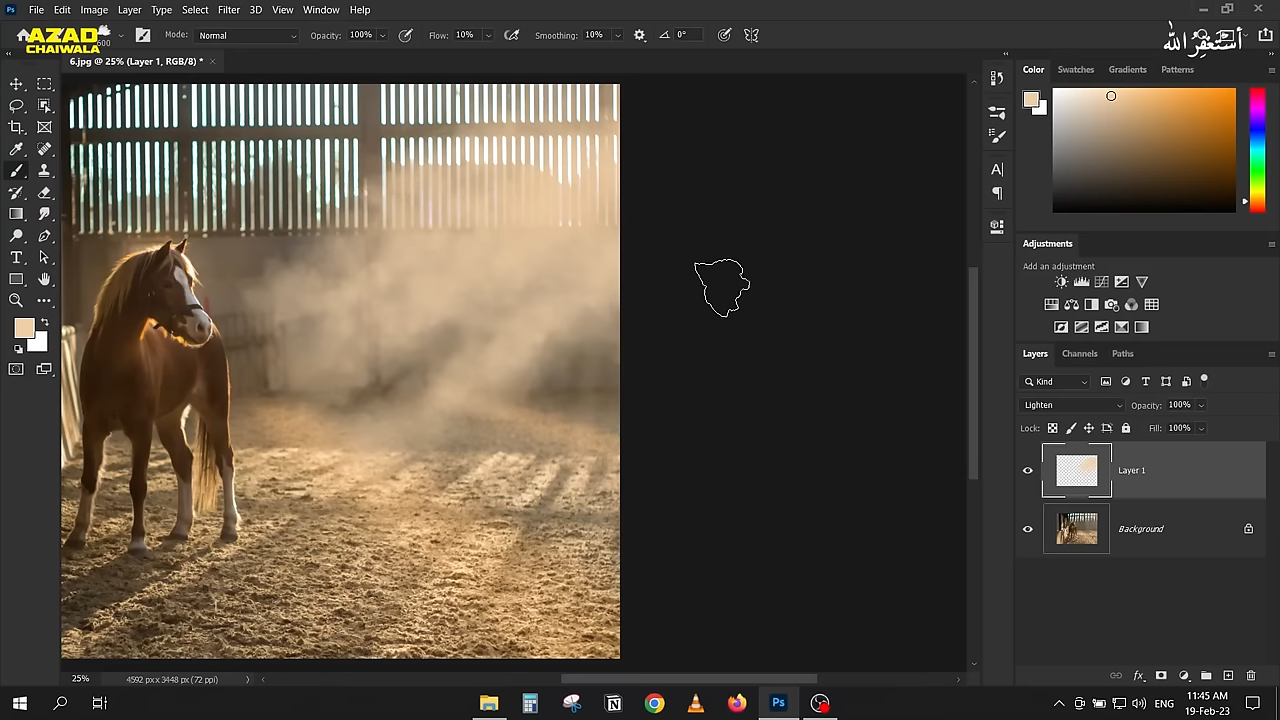 Ps File Edit Image Layer Type Select Filter 3D View Window Help
AZAD
CHAIWALA
600 Mode: Normal Opacity: 100% Flow: 10% Smoothing: 10% 0°
أستغفر الله
6.jpg @ 25% (Layer 1, RGB/8) *
Color Swatches Gradients Patterns
Adjustments
Add an adjustment
Layers Channels Paths
Kind
Lighten Opacity: 100%
Lock: Fill: 100%
Layer 1
Background
25% 4592 px x 3448 px (72 ppi)
Ps ENG 11:45 AM
19-Feb-23